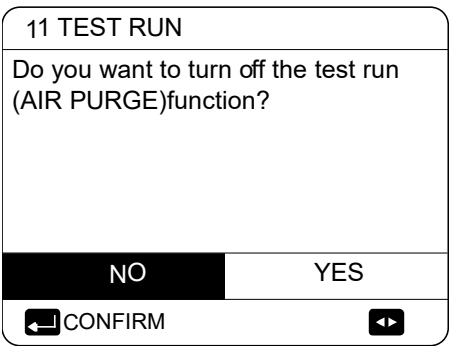 11 TEST RUN
Do you want to turn off the test run
(AIR PURGE)function?
NO YES
CONFIRM